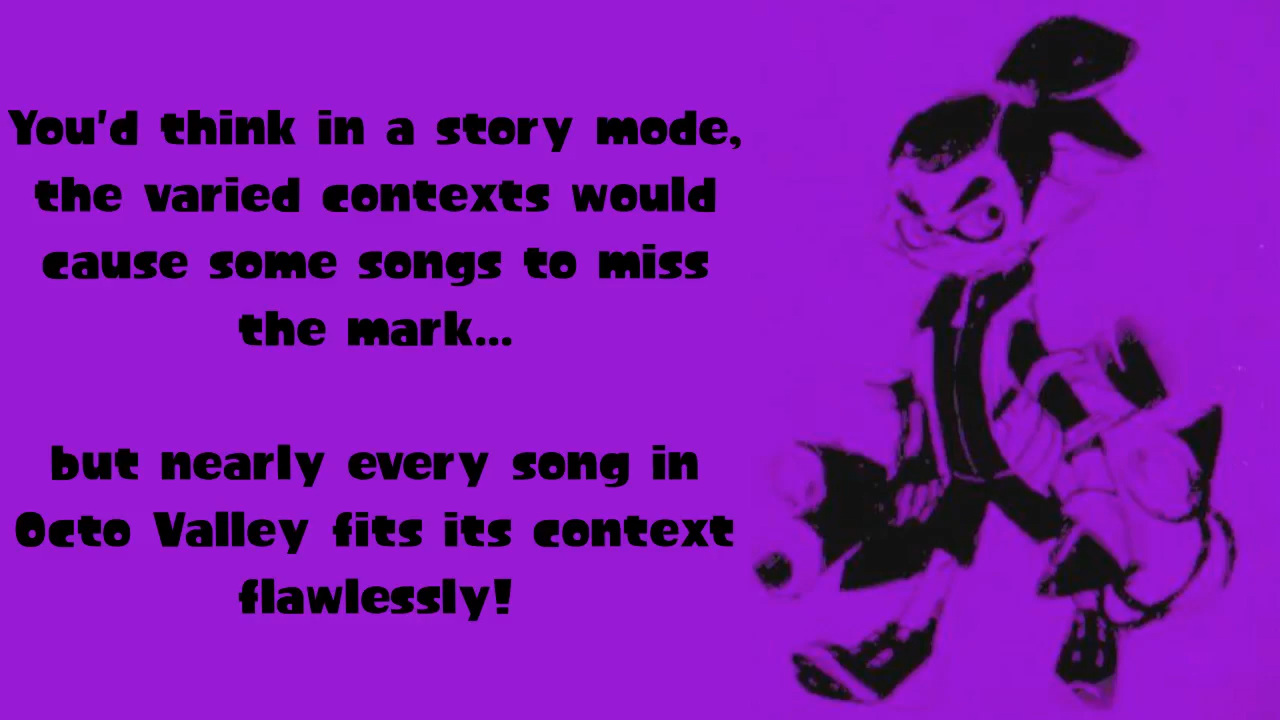 You'd think in a story mode,
the varied contexts would
cause some songs to miss
the mark...
but nearly every song in
Octo Valley fits its context
flawlessly!